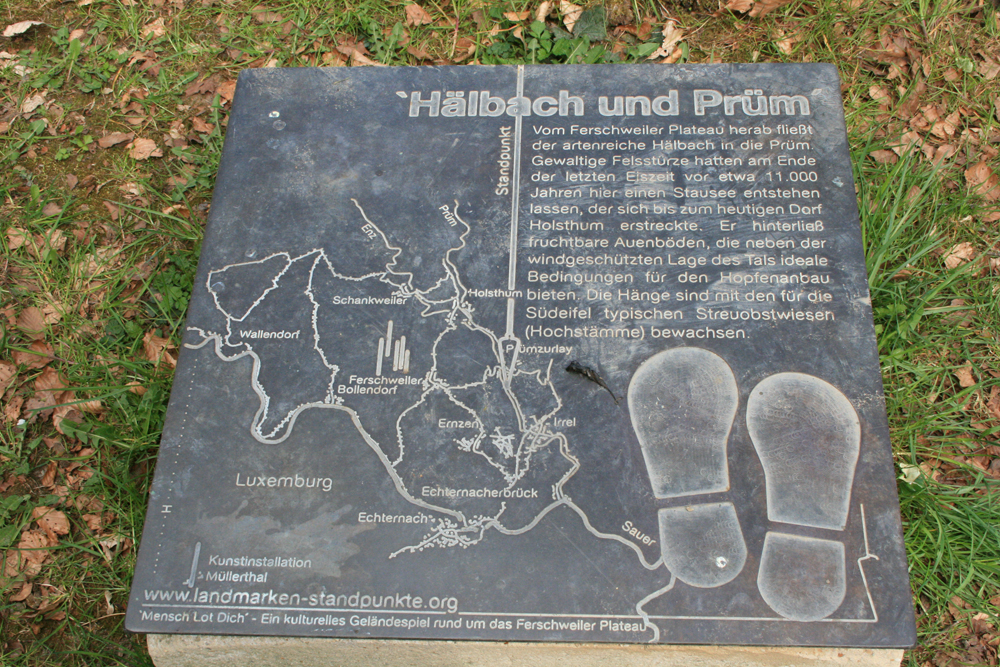 "Hälbach und Prüm"
Vom Ferschweiler Plateau herab fließt
der artenreiche Hälbach in die Prüm.
Gewaltige Felsstürze hatten am Ende
der letzten Eiszeit vor etwa 11.000
Jahren hier einen Stausee entstehen
lassen, der sich bis zum heutigen Dorf
Holsthum erstreckte. Er hinterließ
fruchtbare Auenböden, die neben der
windgeschützten Lage des Tals ideale
Bedingungen für den Hopfenanbau
bieten. Die Hänge sind mit den für die
Südeifel typischen Streuobstwiesen
(Hochstämme) bewachsen.
Standpunkt
Enz
Prüm
Schankweiler
Holsthum
Wallendorf
Prümzurlay
Ferschweiler
Bollendorf
Ernzen
Irrel
Luxemburg
Echternacherbrück
Echternach
Sauer
H
Kunstinstallation
Müllerthal
www.landmarken-standpunkte.org
"Mensch Lot Dich" - Ein kulturelles Geländespiel rund um das Ferschweiler Plateau